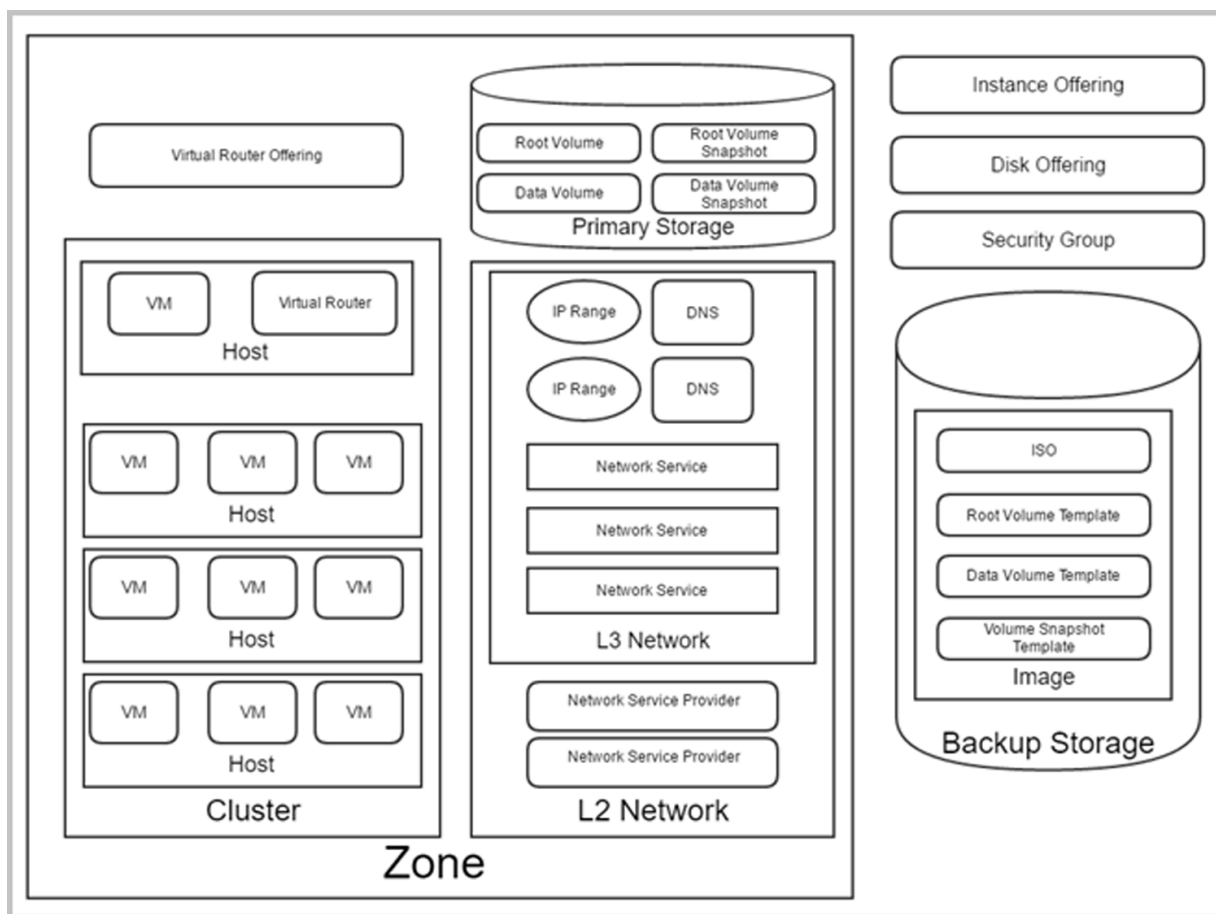 Virtual Router Offering
Root Volume
Root Volume
Snapshot
Data Volume
Data Volume
Snapshot
Primary Storage
VM
Virtual Router
Host
VM
VM
VM
Host
VM
VM
VM
Host
VM
VM
VM
Host
Cluster
IP Range
DNS
IP Range
DNS
Network Service
Network Service
Network Service
L3 Network
Network Service Provider
Network Service Provider
L2 Network
Zone
Instance Offering
Disk Offering
Security Group
ISO
Root Volume Template
Data Volume Template
Volume Snapshot
Template
Image
Backup Storage